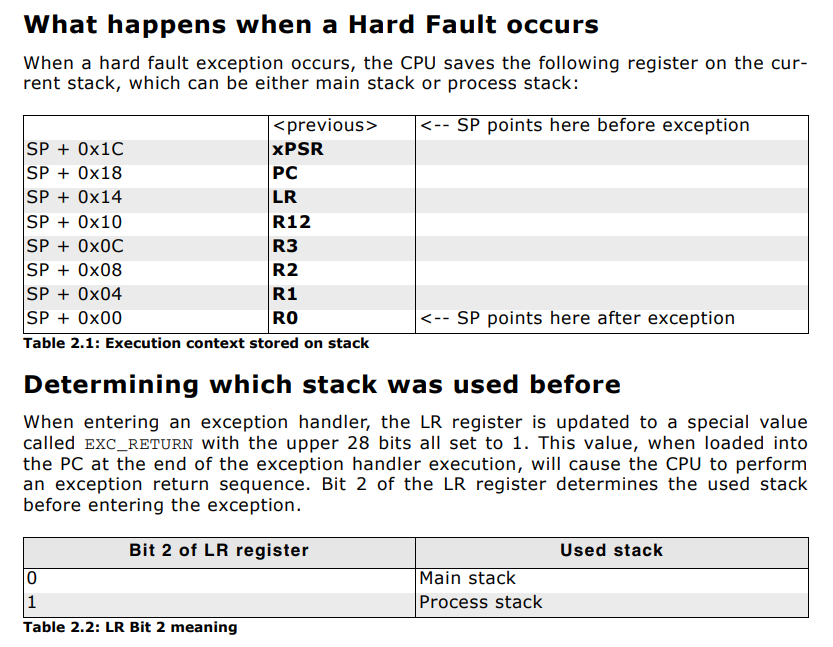 What happens when a Hard Fault occurs
When a hard fault exception occurs, the CPU saves the following register on the cur-
rent stack, which can be either main stack or process stack:
<previous> <-- SP points here before exception
SP + 0x1C xPSR
SP + 0x18 PC
SP + 0x14 LR
SP + 0x10 R12
SP + 0x0C R3
SP + 0x08 R2
SP + 0x04 R1
SP + 0x00 R0 <-- SP points here after exception
Table 2.1: Execution context stored on stack
Determining which stack was used before
When entering an exception handler, the LR register is updated to a special value
called EXC_RETURN with the upper 28 bits all set to 1. This value, when loaded into
the PC at the end of the exception handler execution, will cause the CPU to perform
an exception return sequence. Bit 2 of the LR register determines the used stack
before entering the exception.
Bit 2 of LR register Used stack
0 Main stack
1 Process stack
Table 2.2: LR Bit 2 meaning